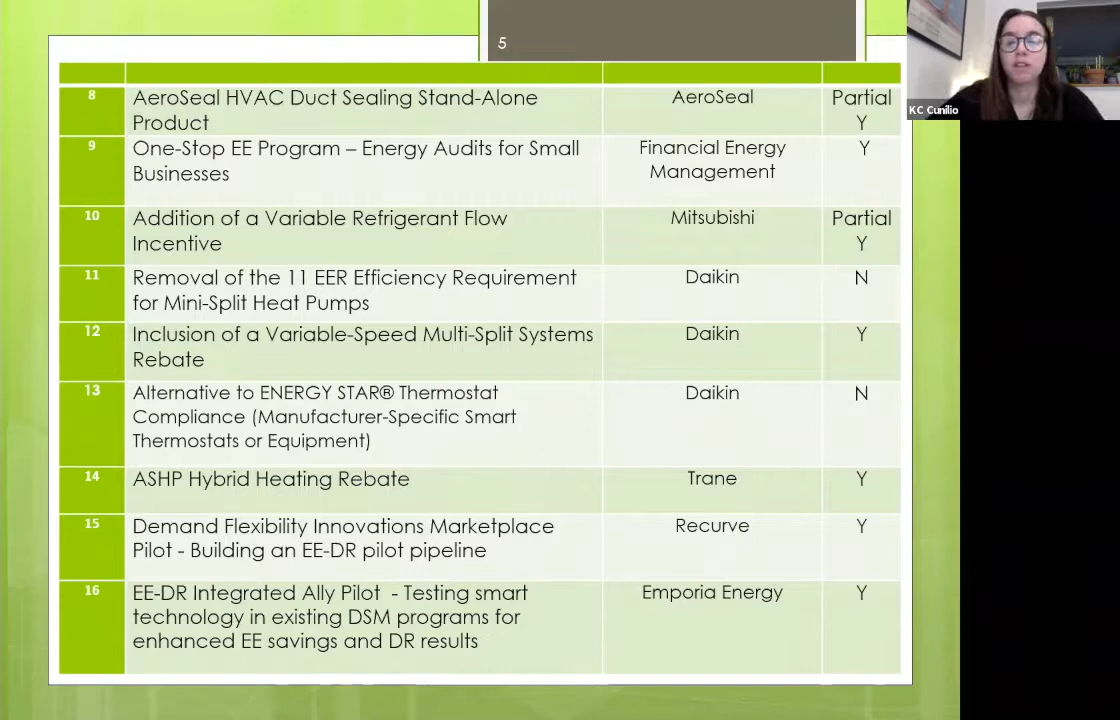 5
8 AeroSeal HVAC Duct Sealing Stand-Alone AeroSeal Partial
Product Y
9 One-Stop EE Program – Energy Audits for Small Financial Energy Y
Businesses Management
10 Addition of a Variable Refrigerant Flow Mitsubishi Partial
Incentive Y
11 Removal of the 11 EER Efficiency Requirement Daikin N
for Mini-Split Heat Pumps
12 Inclusion of a Variable-Speed Multi-Split Systems Daikin Y
Rebate
13 Alternative to ENERGY STAR® Thermostat Daikin N
Compliance (Manufacturer-Specific Smart
Thermostats or Equipment)
14 ASHP Hybrid Heating Rebate Trane Y
15 Demand Flexibility Innovations Marketplace Recurve Y
Pilot - Building an EE-DR pilot pipeline
16 EE-DR Integrated Ally Pilot - Testing smart Emporia Energy Y
technology in existing DSM programs for
enhanced EE savings and DR results
KC Cunilio